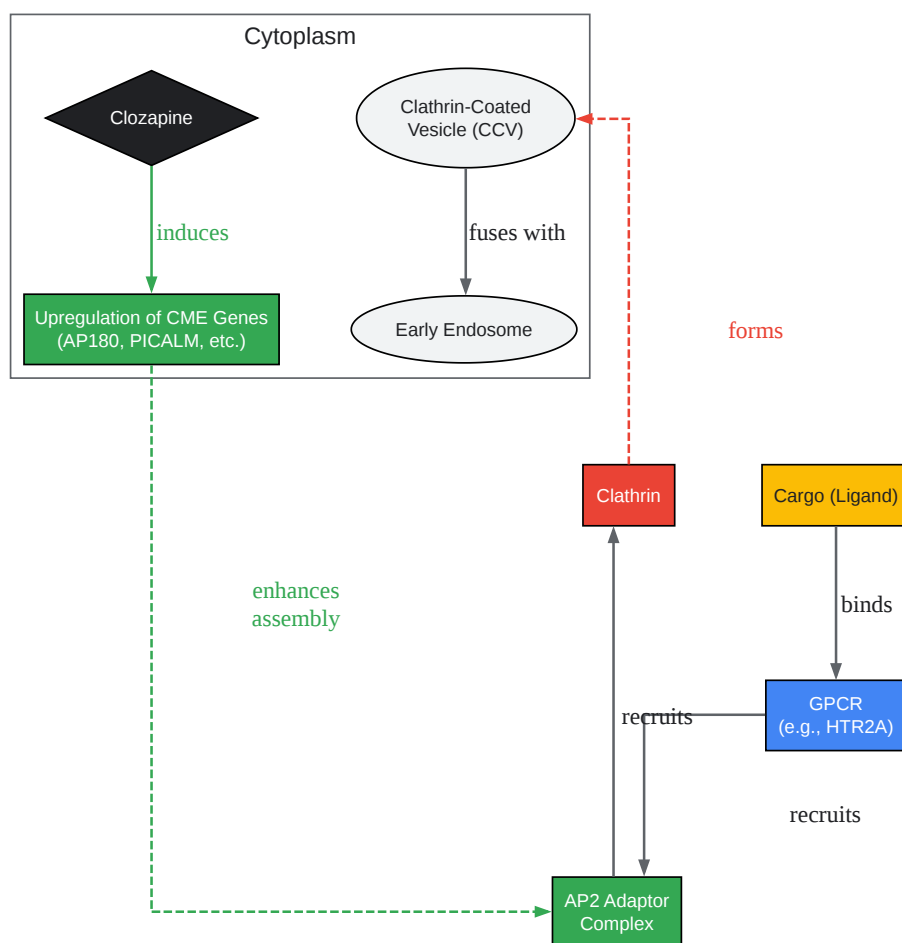 Cytoplasm
Clozapine
Clathrin-Coated
Vesicle (CCV)
induces
fuses with
Upregulation of CME Genes
(AP180, PICALM, etc.)
Early Endosome
forms
Clathrin
Cargo (Ligand)
enhances
assembly
binds
recruits
GPCR
(e.g., HTR2A)
recruits
AP2 Adaptor
Complex